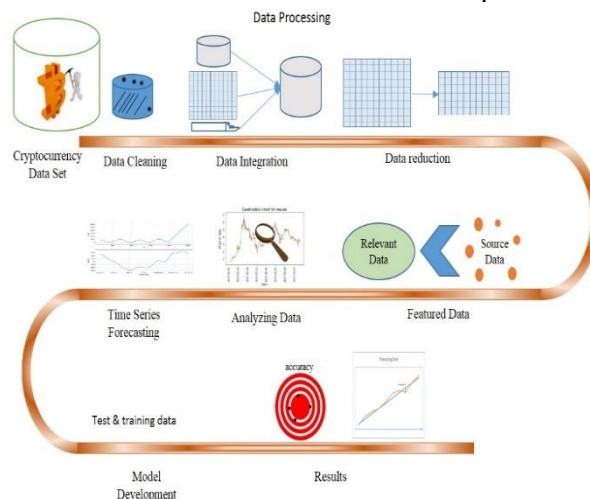 Data Processing
Cryptocurrency
Data Set
Data Cleaning
Data Integration
Data reduction
Relevant
Data
Source
Data
Time Series
Forecasting
Analyzing Data
Featured Data
accuracy
Test & training data
Model
Development
Results